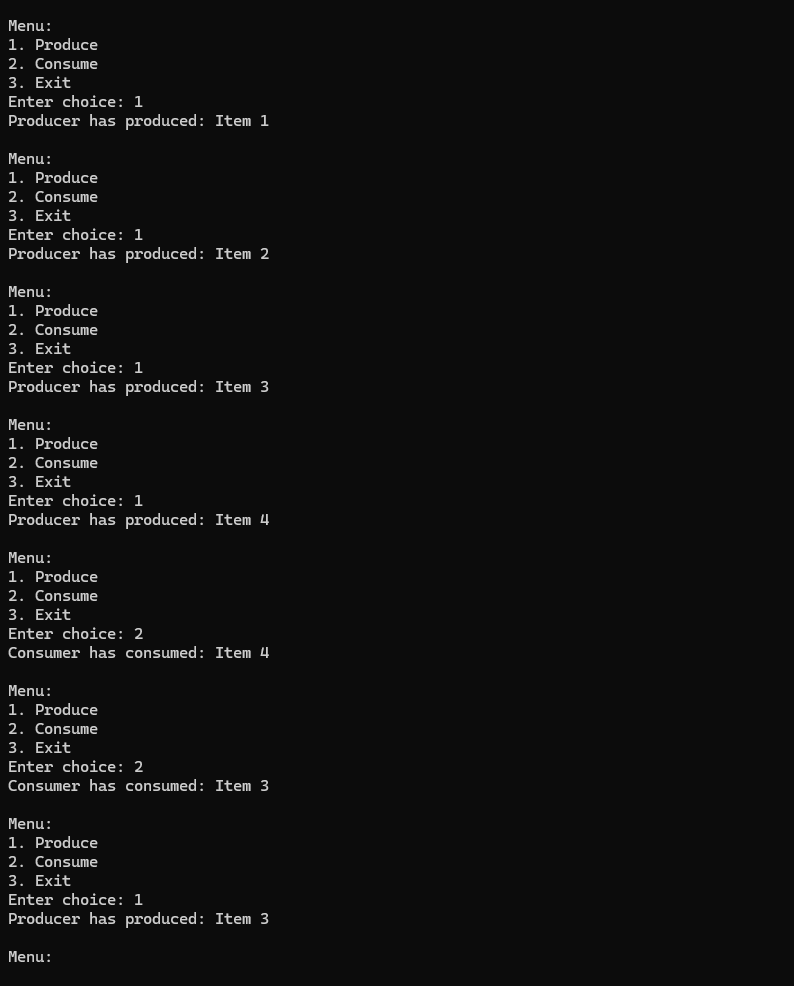 Menu:
1. Produce
2. Consume
3. Exit
Enter choice: 1
Producer has produced: Item 1
Menu:
1. Produce
2. Consume
3. Exit
Enter choice: 1
Producer has produced: Item 2
Menu:
1. Produce
2. Consume
3. Exit
Enter choice: 1
Producer has produced: Item 3
Menu:
1. Produce
2. Consume
3. Exit
Enter choice: 1
Producer has produced: Item 4
Menu:
1. Produce
2. Consume
3. Exit
Enter choice: 2
Consumer has consumed: Item 4
Menu:
1. Produce
2. Consume
3. Exit
Enter choice: 2
Consumer has consumed: Item 3
Menu:
1. Produce
2. Consume
3. Exit
Enter choice: 1
Producer has produced: Item 3
Menu: